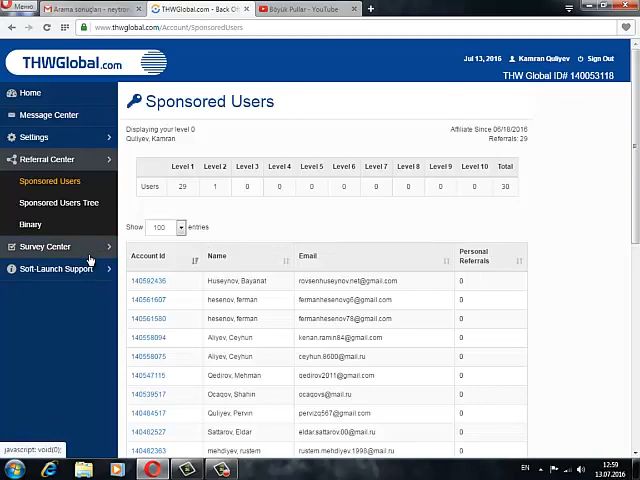 Меню
Arama sonuçları - neytron
THWGlobal.com - Back Of
Böyük Pullar - YouTube
www.thwglobal.com/Account/SponsoredUsers
THWGlobal.com
Jul 13, 2016 Kamran Quliyev Sign Out
THW Global ID# 140053118
Home
Message Center
Settings
Referral Center
Sponsored Users
Sponsored Users Tree
Binary
Survey Center
Soft-Launch Support
Sponsored Users
Displaying your level 0
Quliyev, Kamran
Affiliate Since 06/18/2016
Referrals: 29
Level 1 Level 2 Level 3 Level 4 Level 5 Level 6 Level 7 Level 8 Level 9 Level 10 Total
Users 29 1 0 0 0 0 0 0 0 0 30
Show 100 entries
Account Id Name Email Personal Referrals
140592436 Huseynov, Bayanat rovsenhuseynov.net@gmail.com 0
140561607 hesenov, ferman fermanhesenovg6@gmail.com 0
140561580 hesenov, ferman fermanhesenov78@gmail.com 0
140558094 Aliyev, Ceyhun kenan.ramin84@gmail.com 0
140558075 Aliyev, Ceyhun ceyhun.8600@mail.ru 0
140547115 Qedirov, Mehman qedirov2011@gmail.com 0
140539517 Ocaqov, Shahin ocaqovs@mail.ru 0
140484517 Quliyev, Pervin pervizq567@gmail.com 0
140482527 Sattarov, Eldar eldar.sattarov.00@mail.ru 0
140482363 mehdiyev, rustem rustem.mehdiyev.1998@mail.ru 0
javascript: void(0);
EN
12:59
13.07.2016